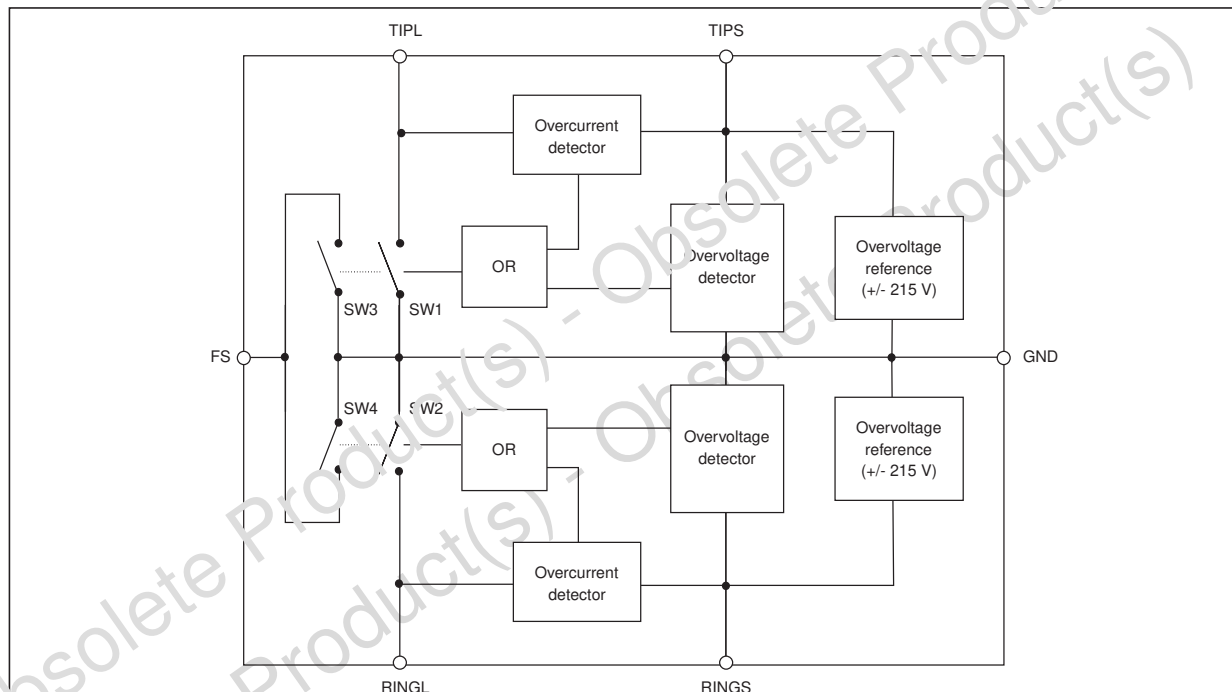 TIPL
TIPS
Overcurrent
detector
OR
Overvoltage
detector
Overvoltage
reference
(+/- 215 V)
SW3
SW1
FS
GND
SW4
SW2
OR
Overvoltage
detector
Overvoltage
reference
(+/- 215 V)
Overcurrent
detector
RINGL
RINGS
Obsolete Product(s) - Obsolete Product(s)
Product(s) - Obsolete Product(s)